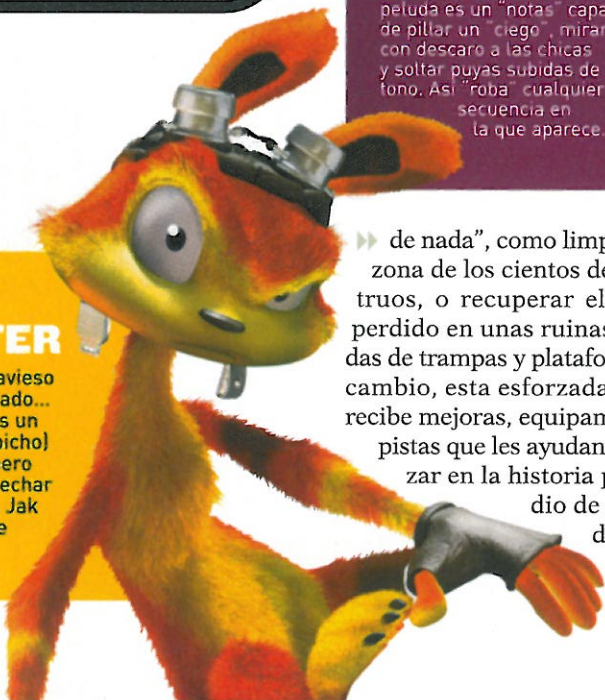 peluda es un "notas" capa
de pillar un "ciego", mirar
con descaro a las chicas
y soltar puyas subidas de
tono. Así "roba" cualquier
secuencia en
la que aparece.
de nada”, como limp
zona de los cientos de
truos, o recuperar el
perdido en unas ruinas
das de trampas y platafo
cambio, esta esforzada
recibe mejoras, equipan
pistas que les ayudan
zar en la historia p
dio de
d
TER
avieso
ado...
s un
bicho)
ero
echar
Jak
e